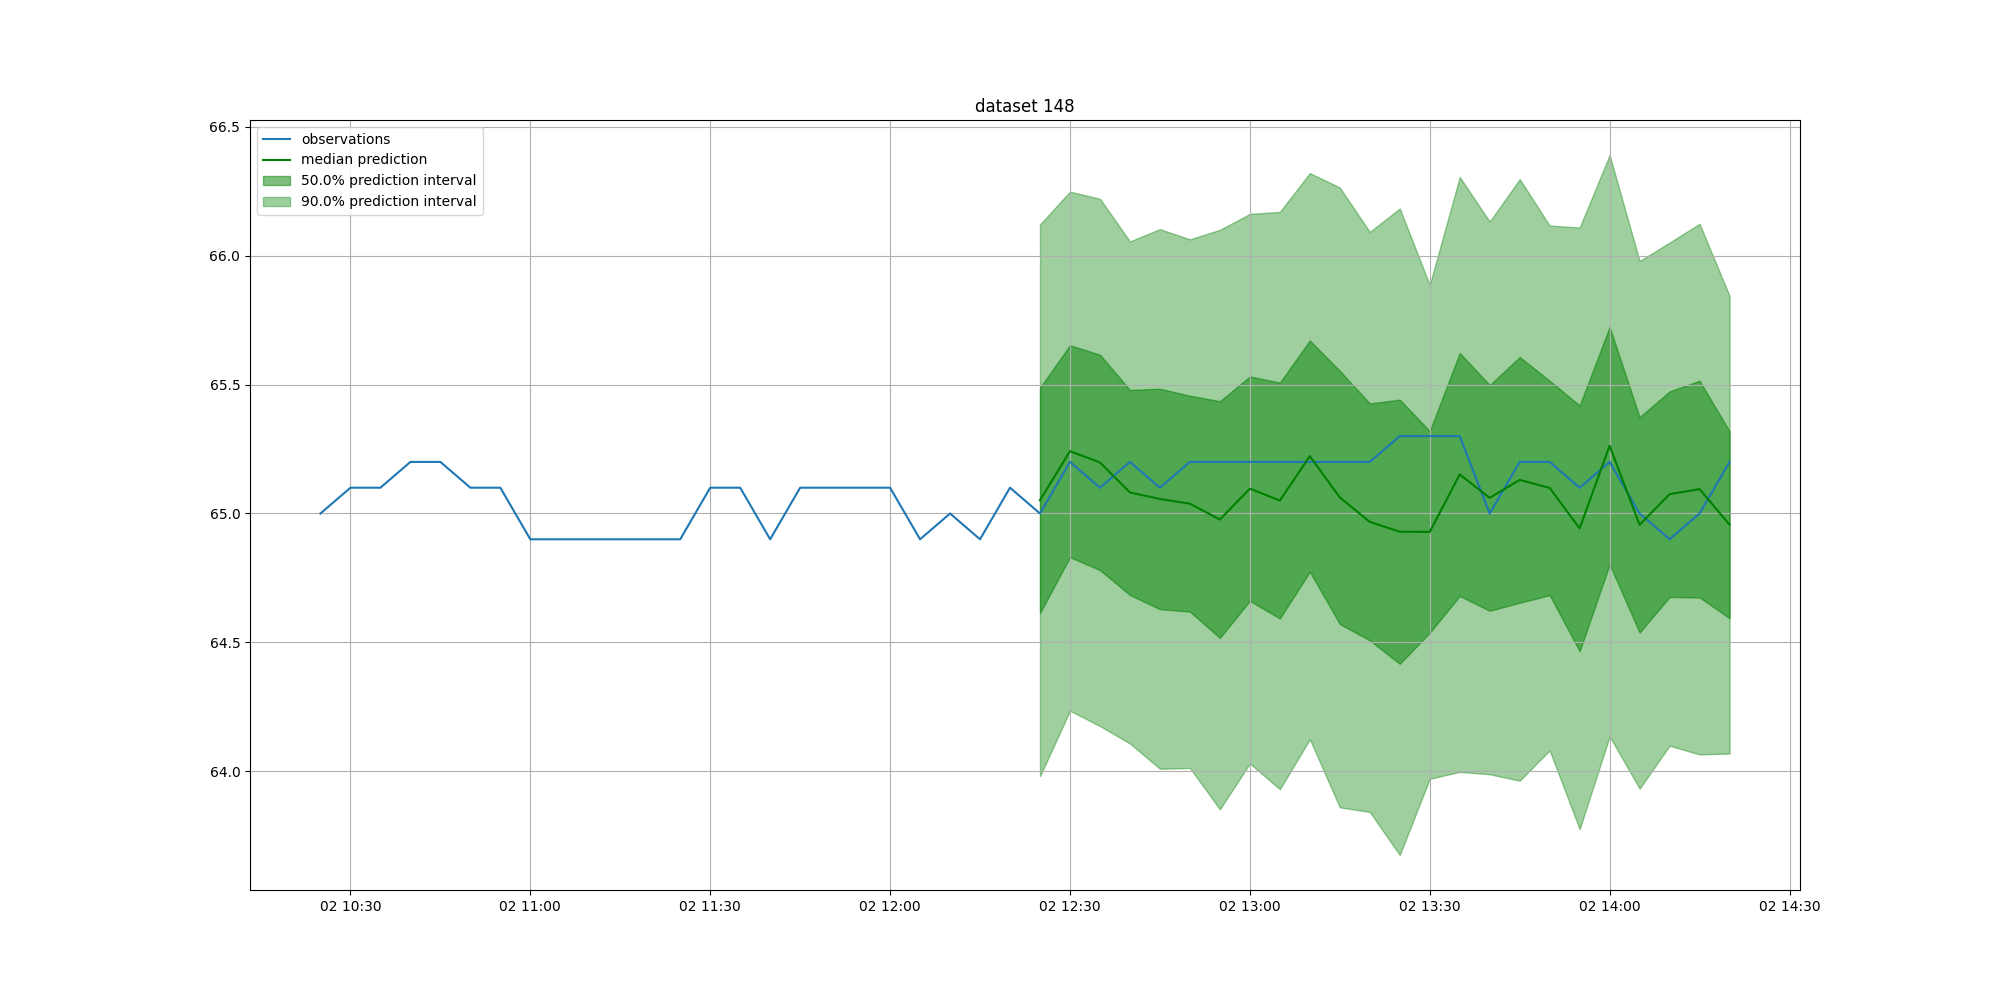 dataset 148
66.5
66.0
65.5
65.0
64.5
64.0
observations
median prediction
50.0% prediction interval
90.0% prediction interval
02 10:30 02 11:00 02 11:30 02 12:00 02 12:30 02 13:00 02 13:30 02 14:00 02 14:30